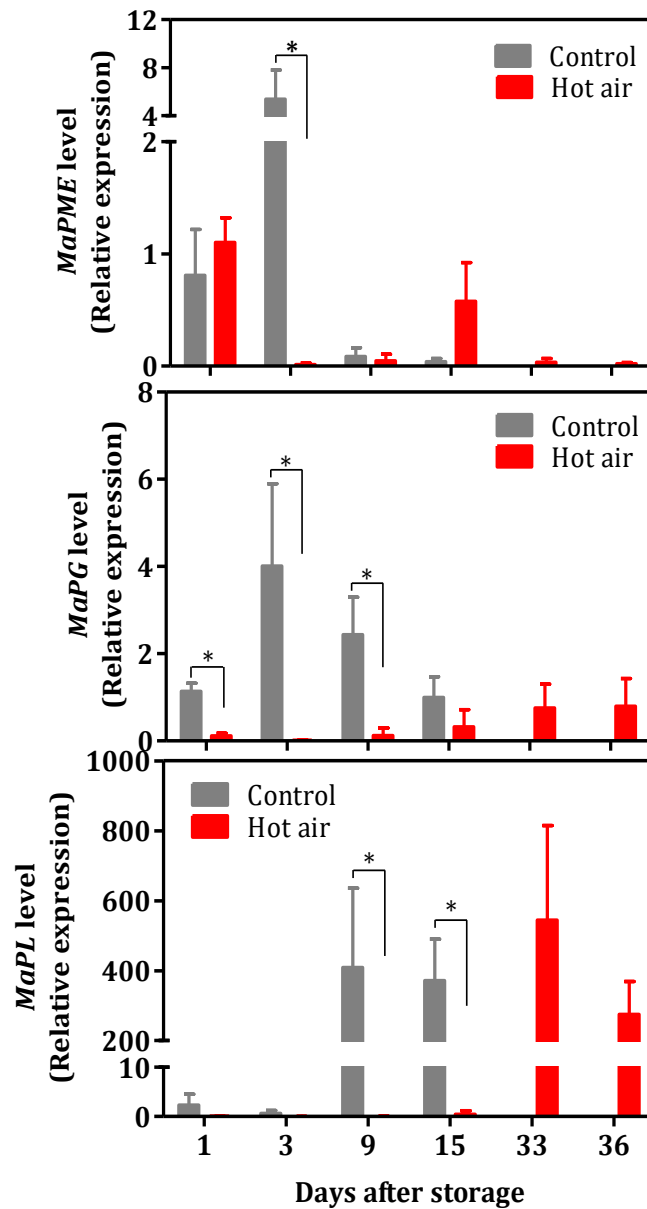 12
8
4
2
1
0
MaPME level
(Relative expression)
*
Control
Hot air
8
6
4
2
0
MaPG level
(Relative expression)
*
*
*
Control
Hot air
1000
800
600
400
200
10
0
MaPL level
(Relative expression)
Control
Hot air
*
*
1 3 9 15 33 36
Days after storage